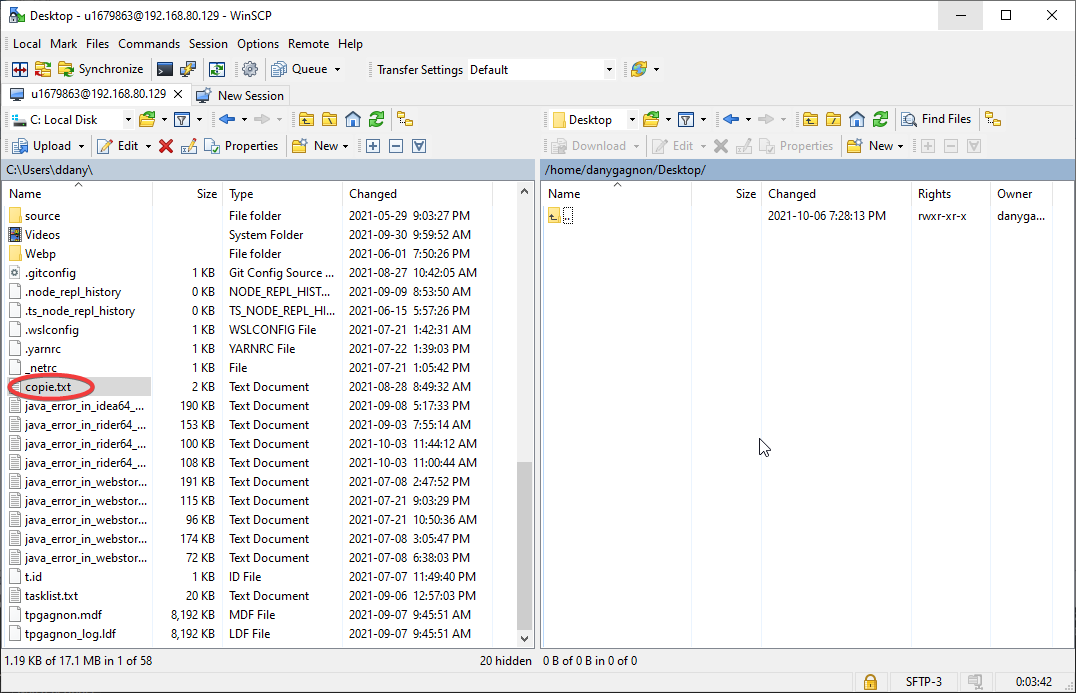 Desktop - u1679863@192.168.80.129 - WinSCP
Local Mark Files Commands Session Options Remote Help
Synchronize Queue Transfer Settings Default
u1679863@192.168.80.129 New Session
C: Local Disk Desktop Find Files
Upload Edit Properties New Download Edit Properties New
C:\Users\ddany\ /home/danygagnon/Desktop/
Name Size Type Changed Name Size Changed Rights Owner
source File folder 2021-05-29 9:03:27 PM .. 2021-10-06 7:28:13 PM rwxr-xr-x danyga...
Videos System Folder 2021-09-30 9:59:52 AM
Webp File folder 2021-06-01 7:50:26 PM
.gitconfig 1 KB Git Config Source ... 2021-08-27 10:42:05 AM
.node_repl_history 0 KB NODE_REPL_HIST... 2021-09-09 8:53:50 AM
.ts_node_repl_history 0 KB TS_NODE_REPL_HI... 2021-06-15 5:57:26 PM
.wslconfig 1 KB WSLCONFIG File 2021-07-21 1:42:31 AM
.yarnrc 1 KB YARNRC File 2021-07-22 1:39:03 PM
_netrc 1 KB File 2021-07-21 1:05:42 PM
copie.txt 2 KB Text Document 2021-08-28 8:49:32 AM
java_error_in_idea64_... 190 KB Text Document 2021-09-08 5:17:33 PM
java_error_in_rider64_... 153 KB Text Document 2021-09-03 7:55:14 AM
java_error_in_rider64_... 100 KB Text Document 2021-10-03 11:44:12 AM
java_error_in_rider64_... 108 KB Text Document 2021-10-03 11:00:44 AM
java_error_in_webstor... 191 KB Text Document 2021-07-08 2:47:52 PM
java_error_in_webstor... 115 KB Text Document 2021-07-21 9:03:29 PM
java_error_in_webstor... 96 KB Text Document 2021-07-21 10:50:36 AM
java_error_in_webstor... 174 KB Text Document 2021-07-08 3:05:47 PM
java_error_in_webstor... 72 KB Text Document 2021-07-08 6:38:03 PM
t.id 1 KB ID File 2021-07-07 11:49:40 PM
tasklist.txt 20 KB Text Document 2021-09-06 12:57:03 PM
tpgagnon.mdf 8,192 KB MDF File 2021-09-07 9:45:51 AM
tpgagnon_log.ldf 8,192 KB LDF File 2021-09-07 9:45:51 AM
1.19 KB of 17.1 MB in 1 of 58 20 hidden 0 B of 0 B in 0 of 0
SFTP-3 0:03:42